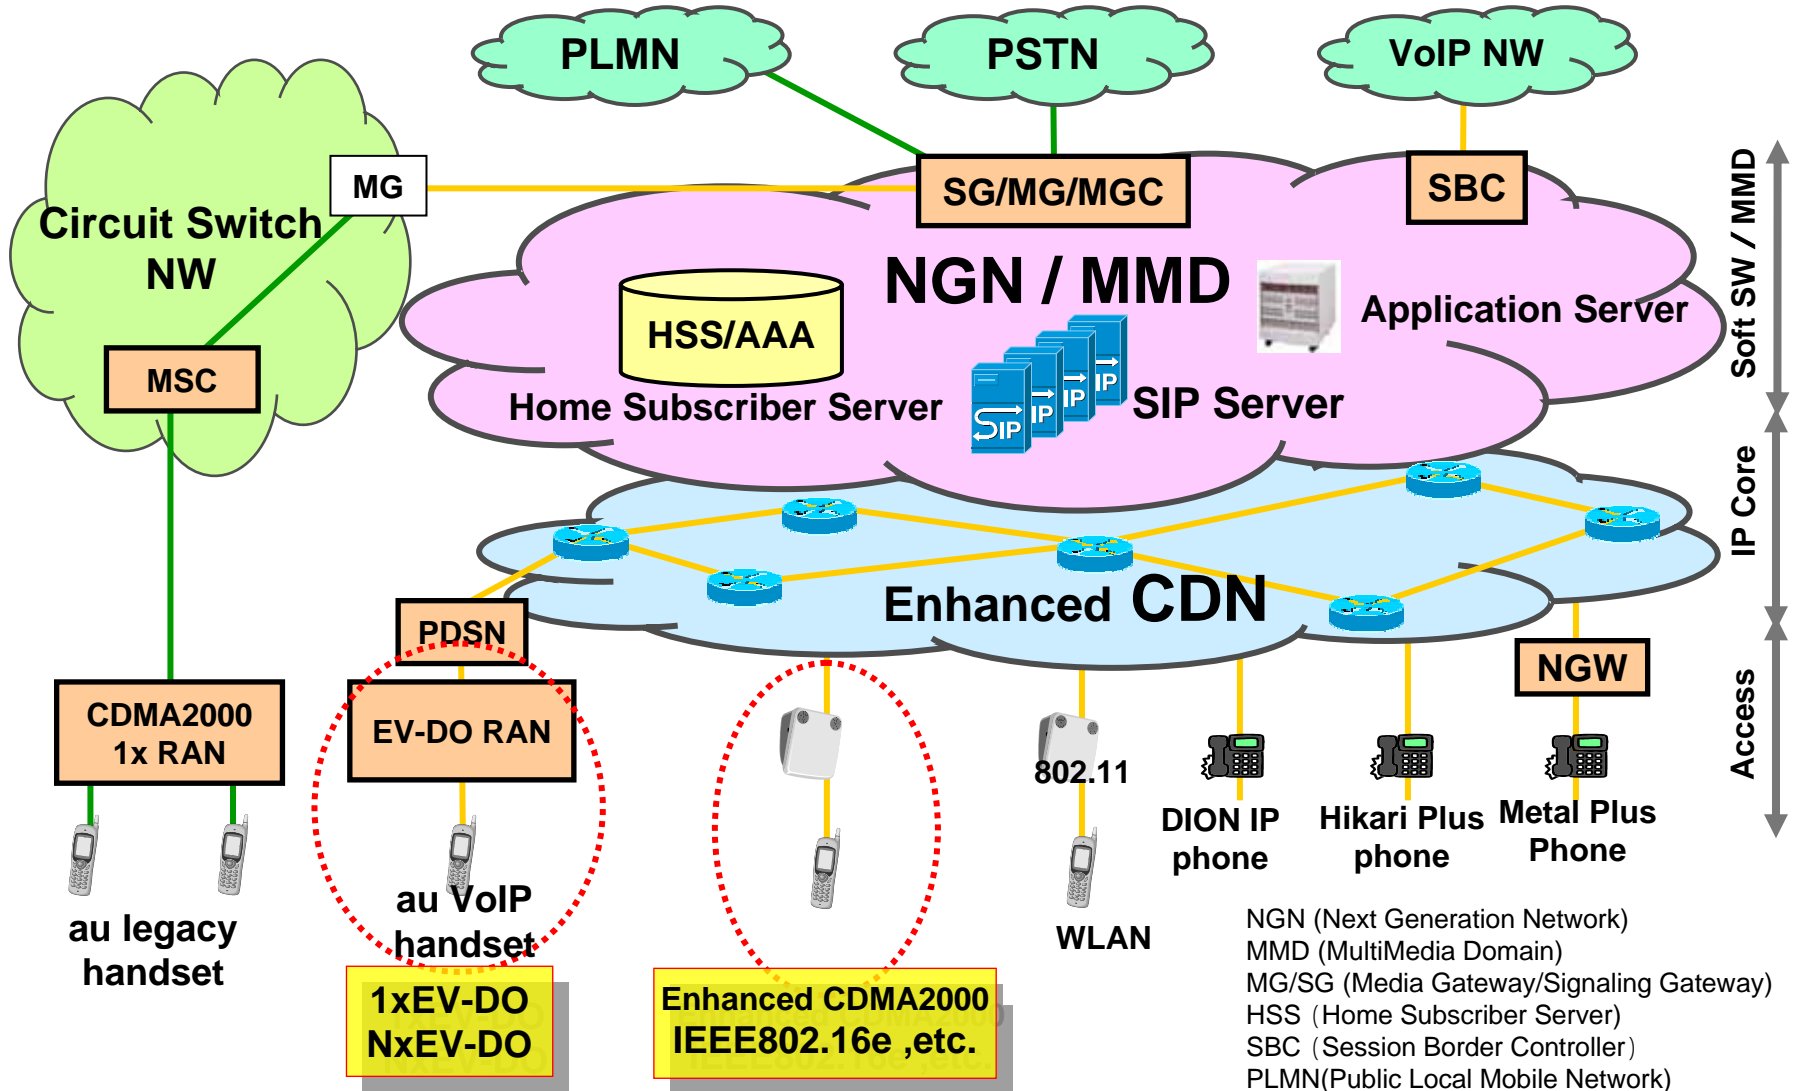 PLMN
PSTN
VoIP NW
MG
SG/MG/MGC
SBC
Circuit Switch
NW
NGN / MMD
HSS/AAA
Application Server
MSC
Home Subscriber Server
SIP
IP
IP
IP
SIP Server
Soft SW / MMD
IP Core
Access
Enhanced CDN
PDSN
NGW
CDMA2000
1x RAN
EV-DO RAN
802.11
DION IP
phone
Hikari Plus
phone
Metal Plus
Phone
au legacy
handset
au VoIP
handset
WLAN
1xEV-DO
NxEV-DO
Enhanced CDMA2000
IEEE802.16e ,etc.
NGN (Next Generation Network)
MMD (MultiMedia Domain)
MG/SG (Media Gateway/Signaling Gateway)
HSS（Home Subscriber Server)
SBC（Session Border Controller）
PLMN(Public Local Mobile Network)